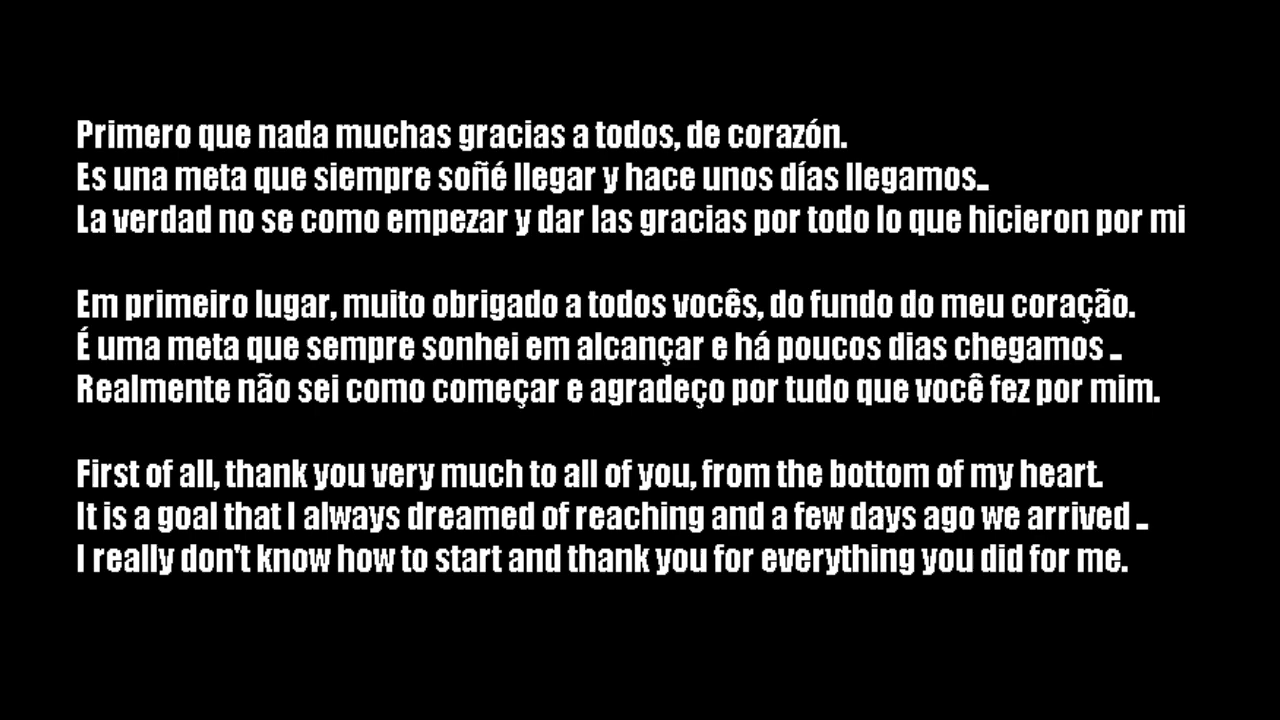 Primero que nada muchas gracias a todos, de corazón.
Es una meta que siempre soñé llegar y hace unos días llegamos..
La verdad no se como empezar y dar las gracias por todo lo que hicieron por mi
Em primeiro lugar, muito obrigado a todos vocês, do fundo do meu coração.
É uma meta que sempre sonhei em alcançar e há poucos dias chegamos ..
Realmente não sei como começar e agradeço por tudo que você fez por mim.
First of all, thank you very much to all of you, from the bottom of my heart.
It is a goal that I always dreamed of reaching and a few days ago we arrived ..
I really don't know how to start and thank you for everything you did for me.